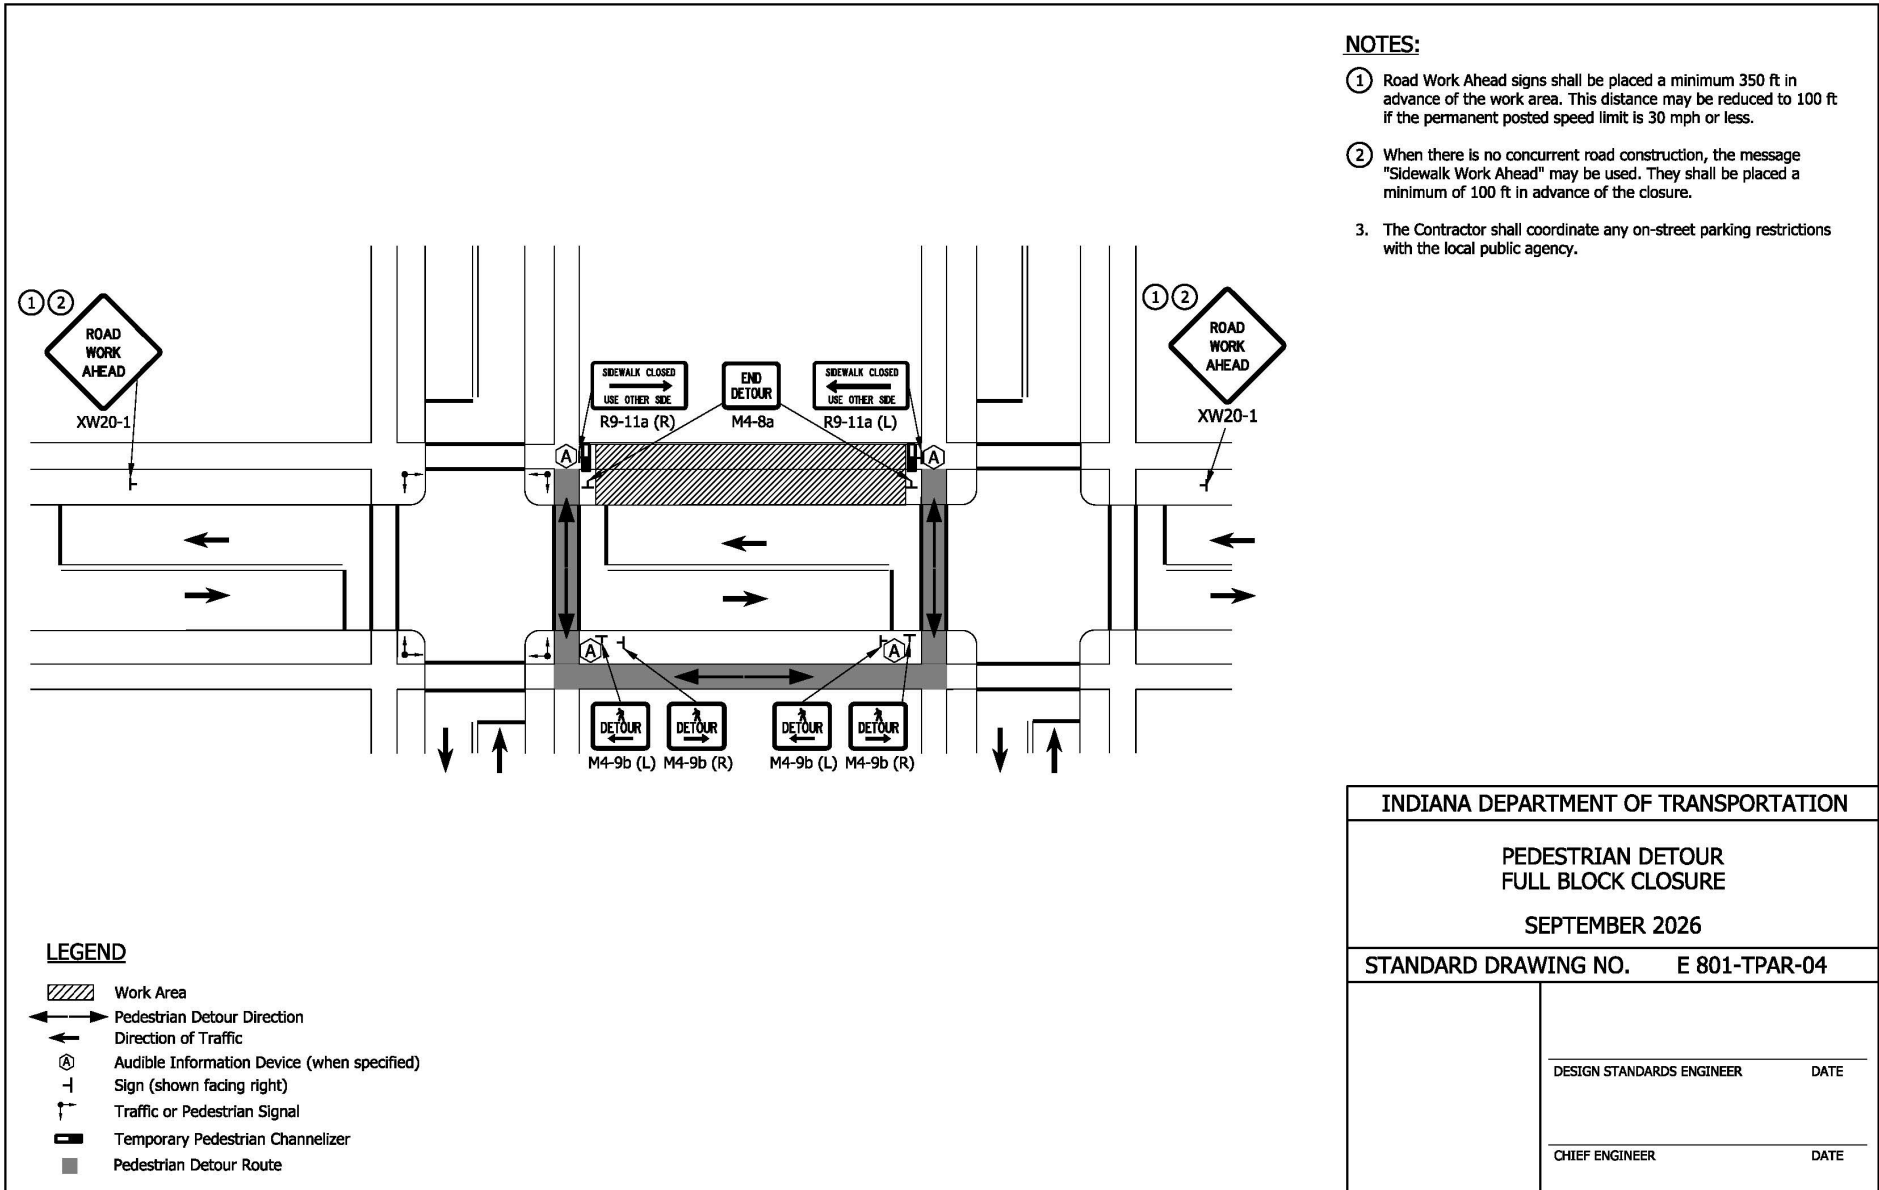 NOTES:
1 Road Work Ahead signs shall be placed a minimum 350 ft in
advance of the work area. This distance may be reduced to 100 ft
if the permanent posted speed limit is 30 mph or less.
2 When there is no concurrent road construction, the message
"Sidewalk Work Ahead" may be used. They shall be placed a
minimum of 100 ft in advance of the closure.
3. The Contractor shall coordinate any on-street parking restrictions
with the local public agency.
1 2
ROAD
WORK
AHEAD
XW20-1
SIDEWALK CLOSED
USE OTHER SIDE
R9-11a (R)
END
DETOUR
M4-8a
SIDEWALK CLOSED
USE OTHER SIDE
R9-11a (L)
1 2
ROAD
WORK
AHEAD
XW20-1
A
A
A
A
DETOUR
M4-9b (L)
DETOUR
M4-9b (R)
DETOUR
M4-9b (L)
DETOUR
M4-9b (R)
LEGEND
Work Area
Pedestrian Detour Direction
Direction of Traffic
A Audible Information Device (when specified)
Sign (shown facing right)
Traffic or Pedestrian Signal
Temporary Pedestrian Channelizer
Pedestrian Detour Route
INDIANA DEPARTMENT OF TRANSPORTATION
PEDESTRIAN DETOUR
FULL BLOCK CLOSURE
SEPTEMBER 2026
STANDARD DRAWING NO. E 801-TPAR-04
DESIGN STANDARDS ENGINEER DATE
CHIEF ENGINEER DATE